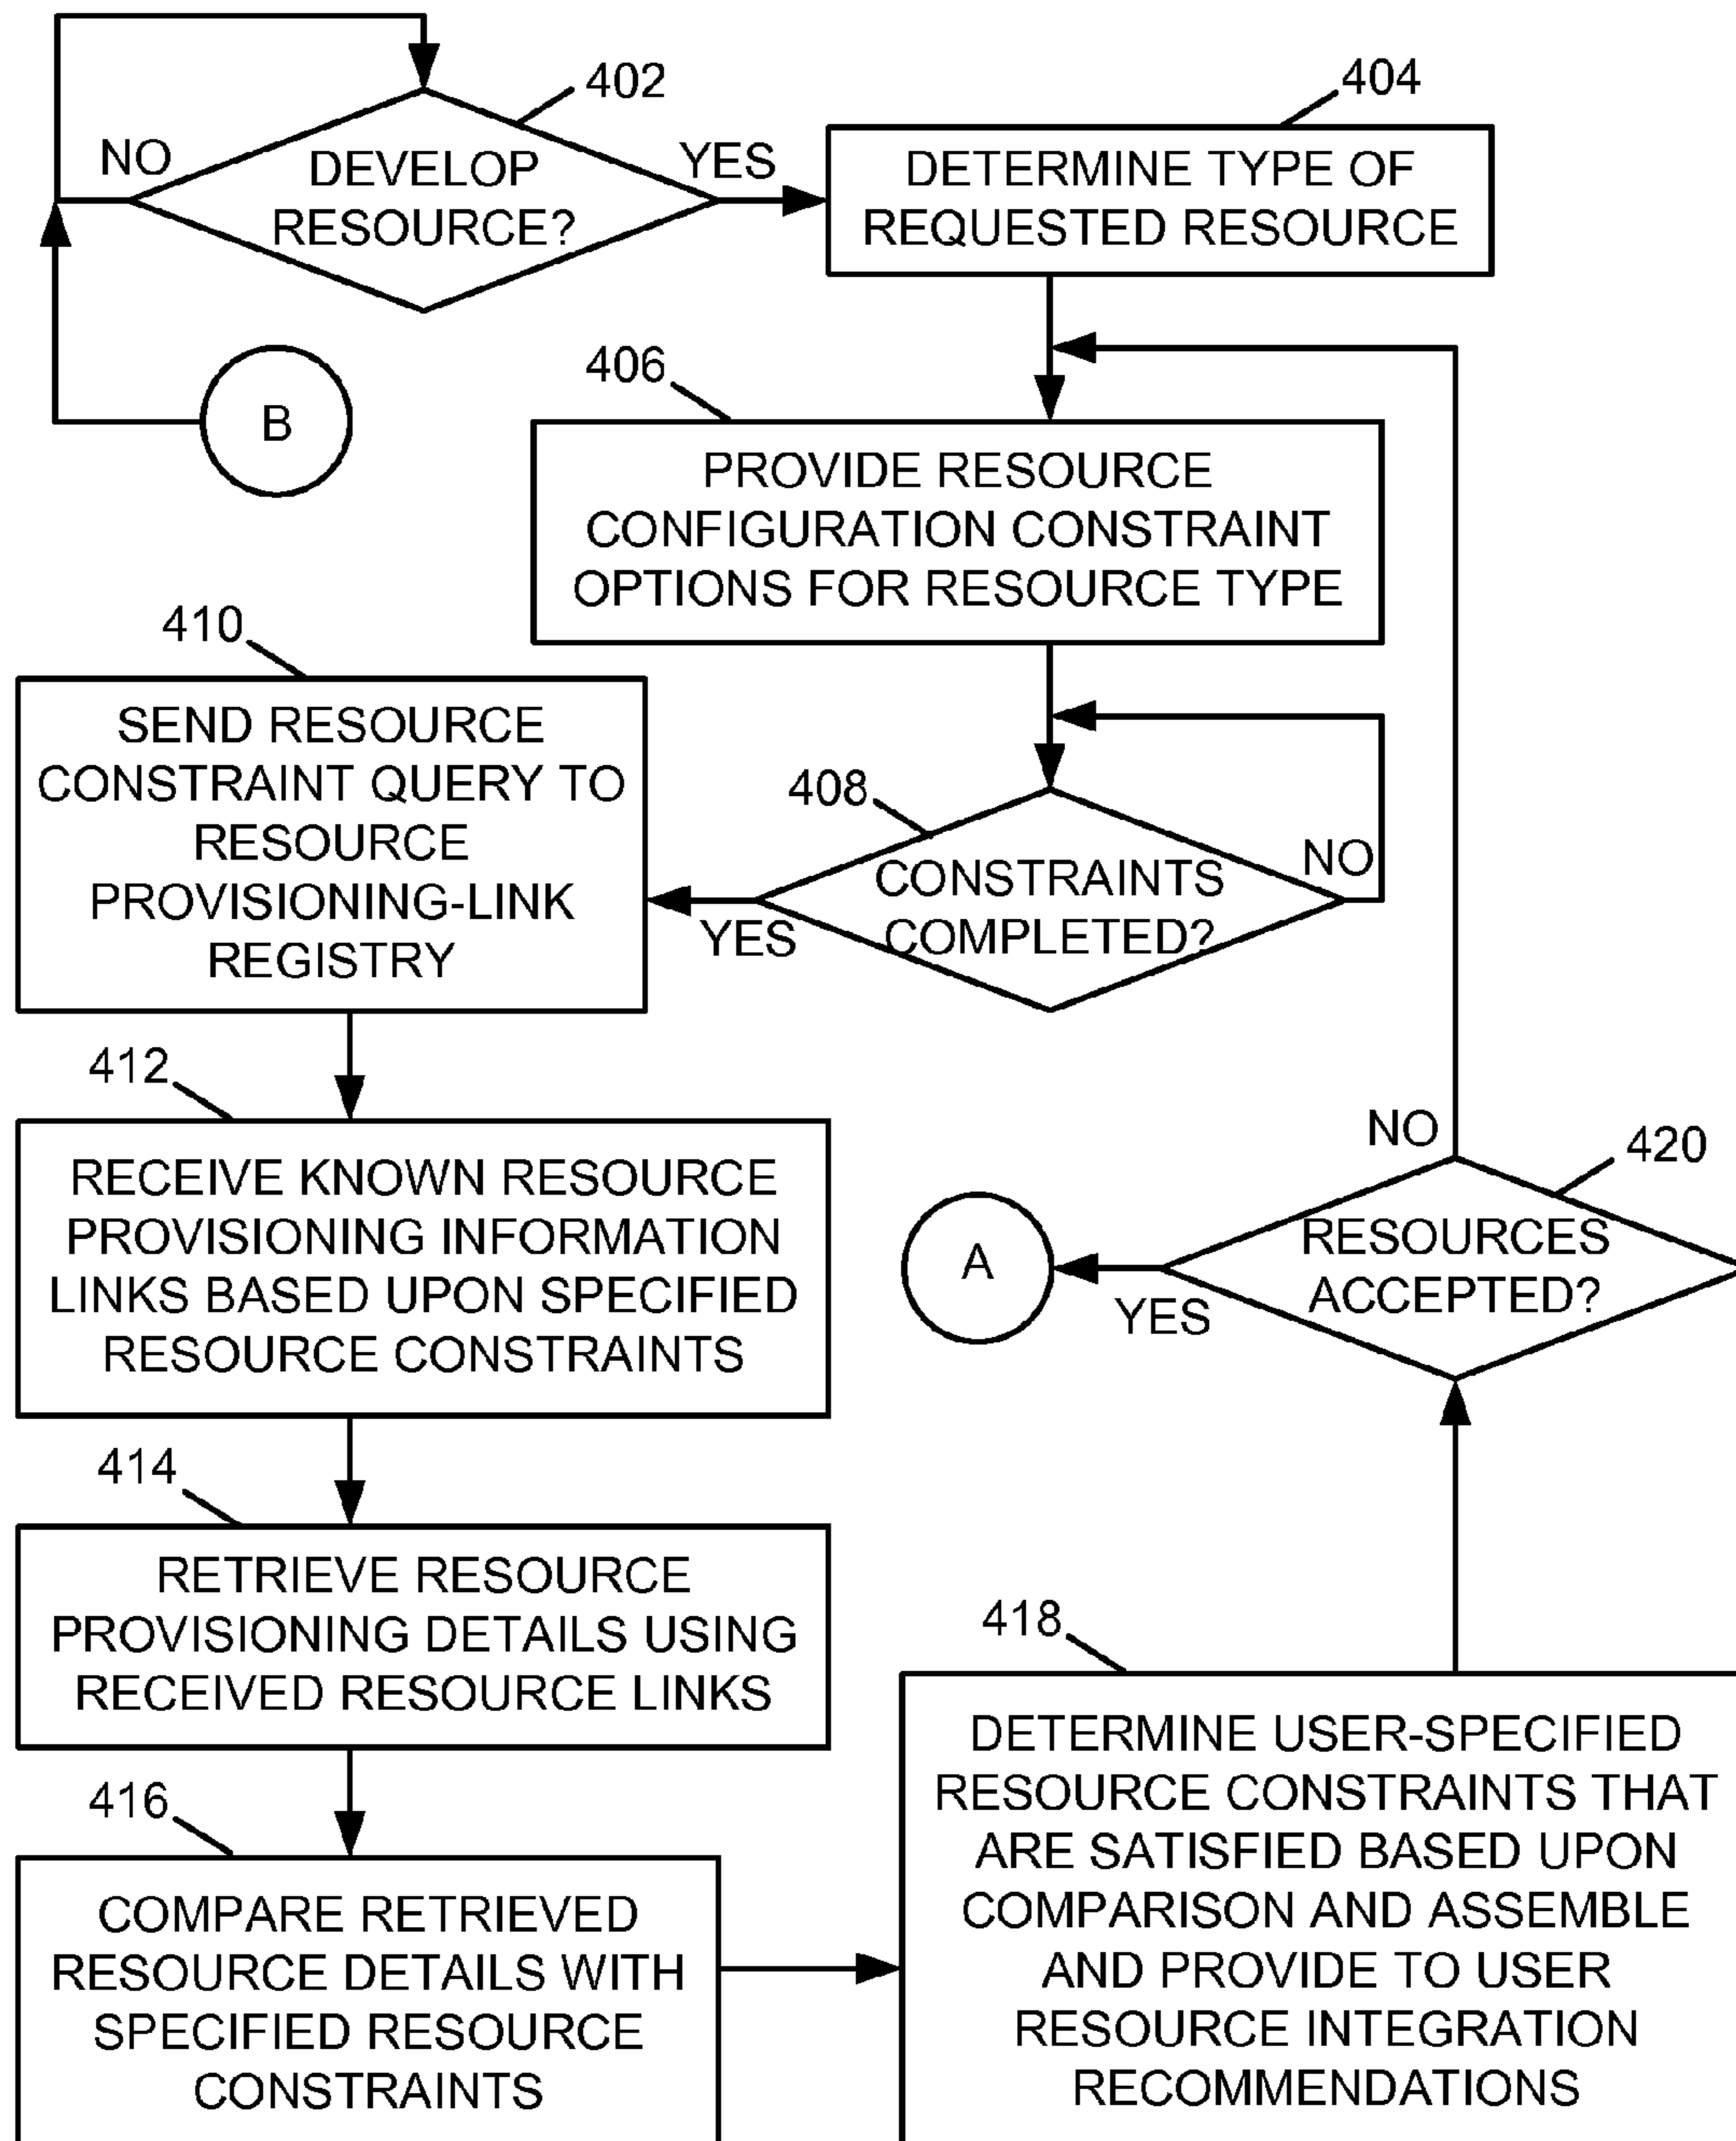 402
DEVELOP
RESOURCE?
NO
YES
404
DETERMINE TYPE OF
REQUESTED RESOURCE
B
406
PROVIDE RESOURCE
CONFIGURATION CONSTRAINT
OPTIONS FOR RESOURCE TYPE
408
CONSTRAINTS
COMPLETED?
NO
YES
410
SEND RESOURCE
CONSTRAINT QUERY TO
RESOURCE
PROVISIONING-LINK
REGISTRY
412
RECEIVE KNOWN RESOURCE
PROVISIONING INFORMATION
LINKS BASED UPON SPECIFIED
RESOURCE CONSTRAINTS
414
RETRIEVE RESOURCE
PROVISIONING DETAILS USING
RECEIVED RESOURCE LINKS
416
COMPARE RETRIEVED
RESOURCE DETAILS WITH
SPECIFIED RESOURCE
CONSTRAINTS
418
DETERMINE USER-SPECIFIED
RESOURCE CONSTRAINTS THAT
ARE SATISFIED BASED UPON
COMPARISON AND ASSEMBLE
AND PROVIDE TO USER
RESOURCE INTEGRATION
RECOMMENDATIONS
420
RESOURCES
ACCEPTED?
NO
YES
A